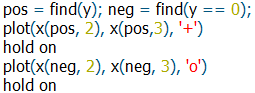 pos = find(y); neg = find(y == 0);
plot(x(pos, 2), x(pos,3), '+')
hold on
plot(x(neg, 2), x(neg, 3), 'o')
hold on